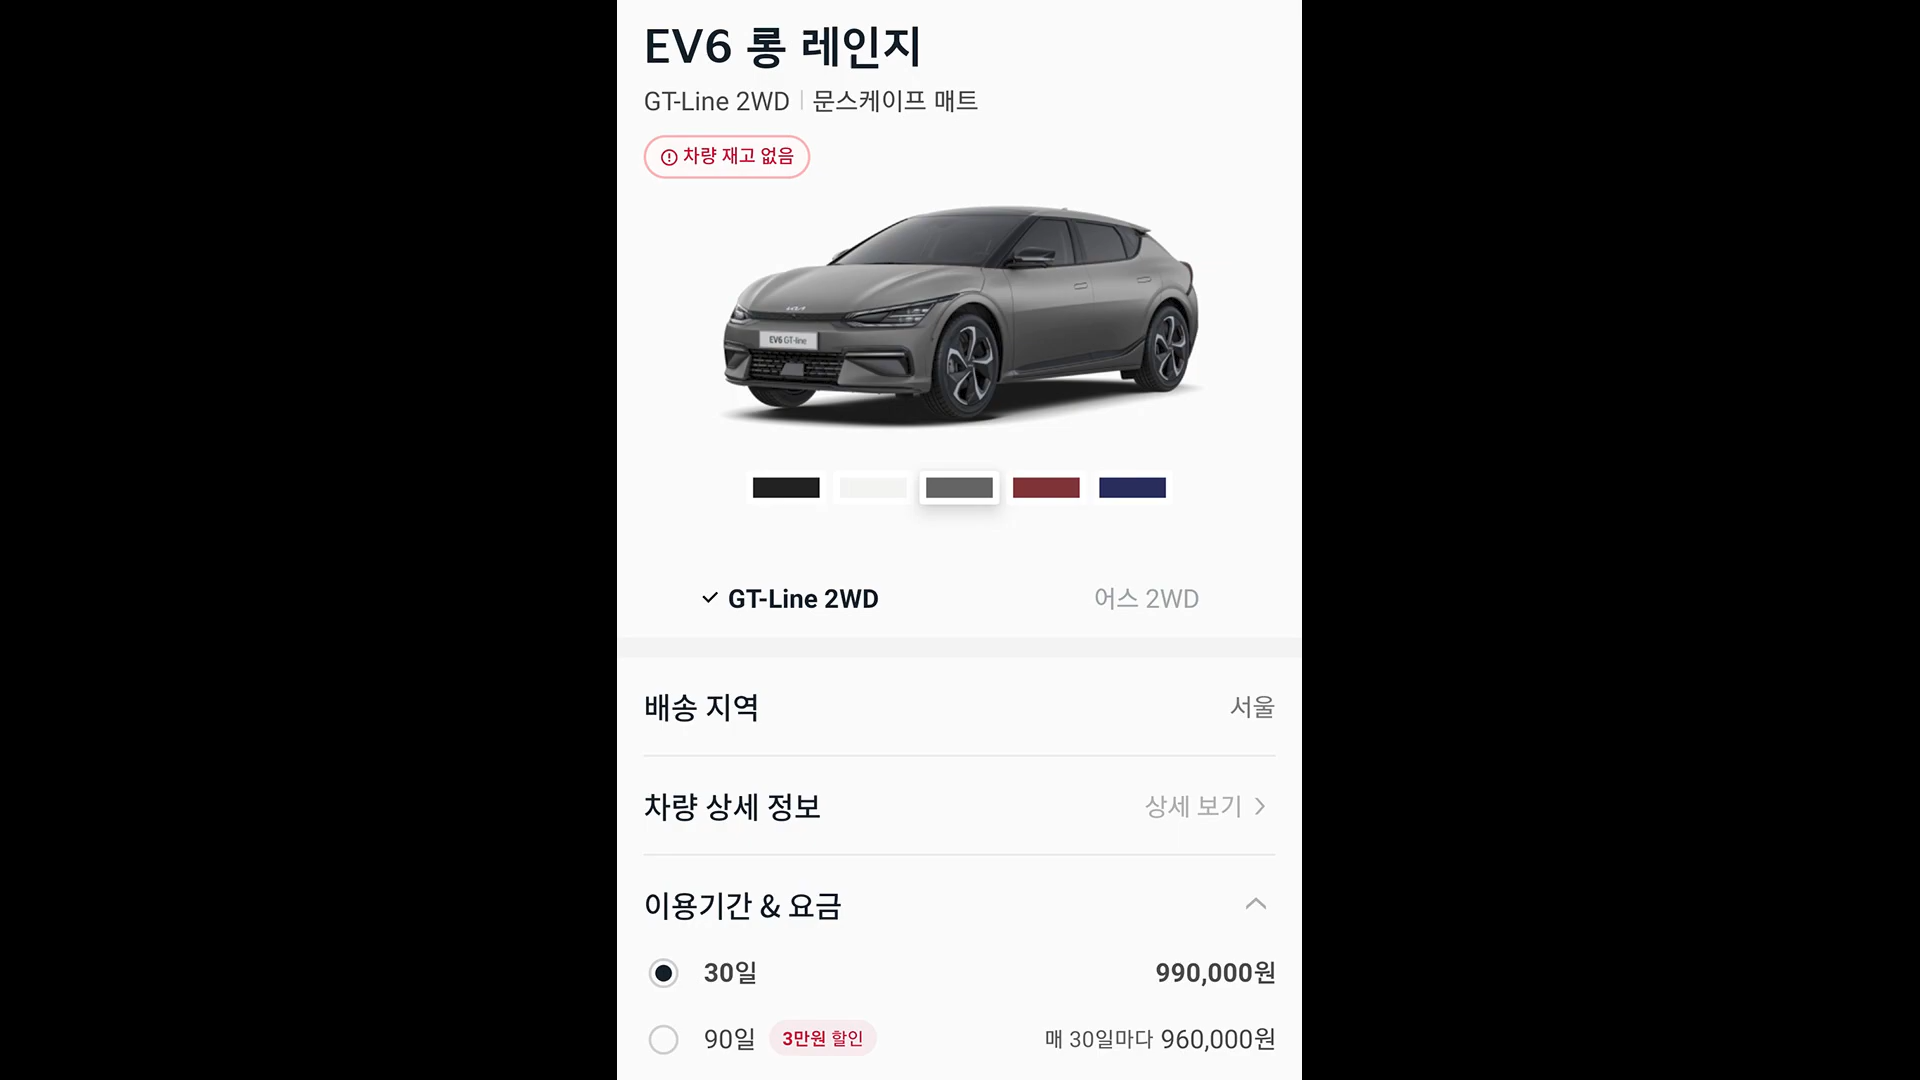 EV6 롱 레인지
GT-Line 2WD | 문스케이프 매트
차량 재고 없음
KIA
EV6 GT-line
GT-Line 2WD
어스 2WD
배송 지역
서울
차량 상세 정보
상세 보기
이용기간 & 요금
30일
990,000원
90일
3만원 할인
매 30일마다 960,000원